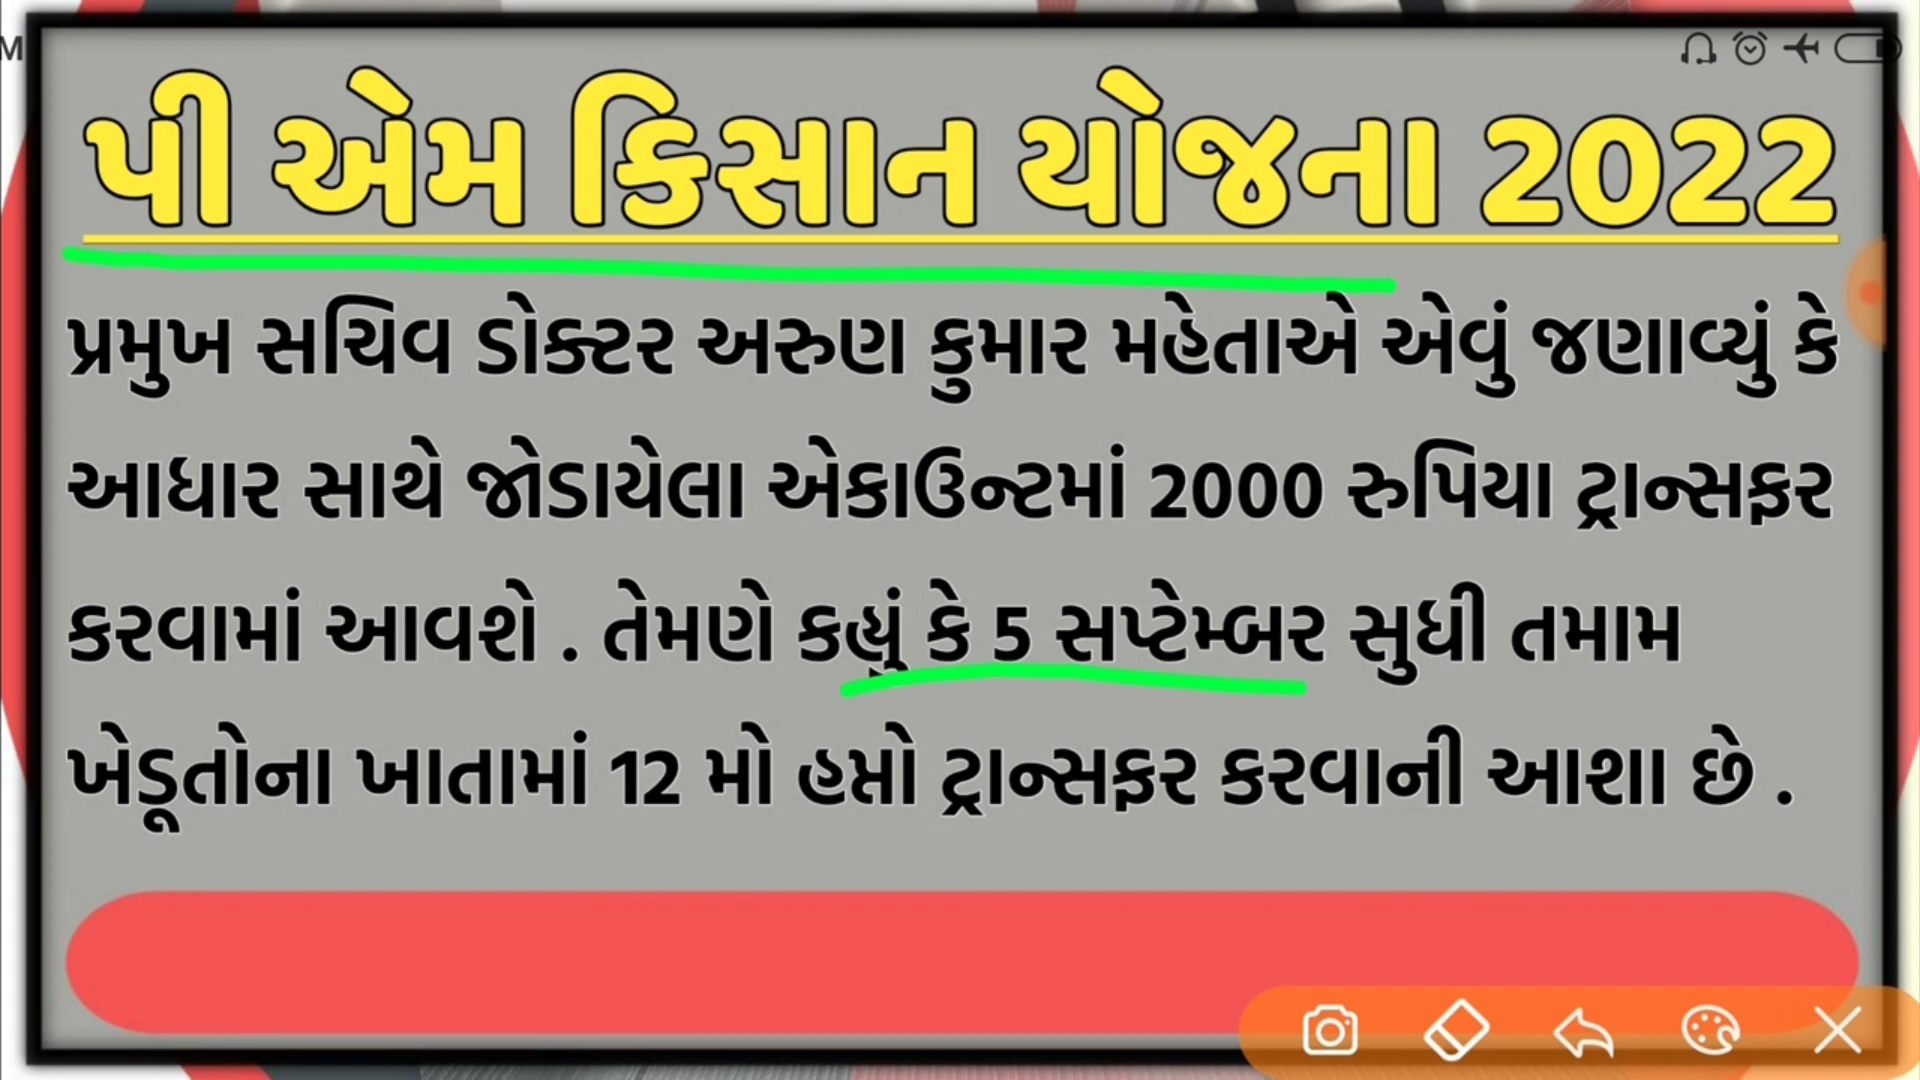 M
પી એમ કિસાન યોજના 2022
પ્રમુખ સચિવ ડોક્ટર અરુણ કુમાર મહેતાએ એવું જણાવ્યું કે
આધાર સાથે જોડાયેલા એકાઉન્ટમાં 2000 રુપિયા ટ્રાન્સફર
કરવામાં આવશે . તેમણે કહ્યું કે 5 સપ્ટેમ્બર સુધી તમામ
ખેડૂતોના ખાતામાં 12 મો હપ્તો ટ્રાન્સફર કરવાની આશા છે .